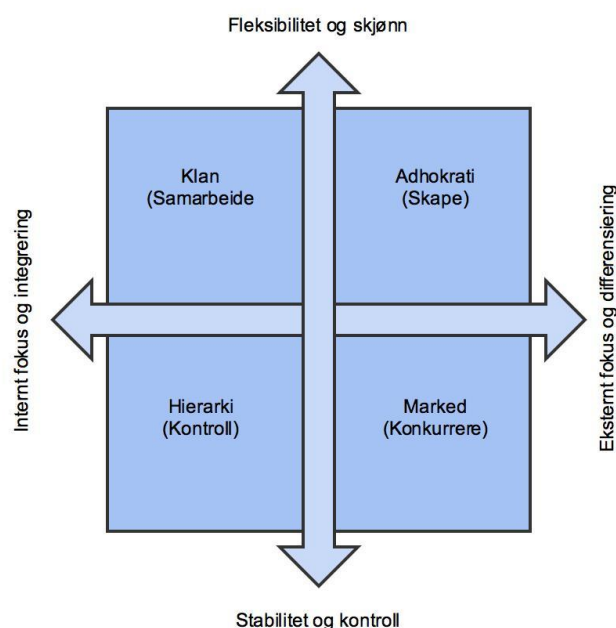 Fleksibilitet og skjønn
Klan
(Samarbeide
Adhokrati
(Skape)
Internt fokus og integrering
Eksternt fokus og differensiering
Hierarki
(Kontroll)
Marked
(Konkurrere)
Stabilitet og kontroll